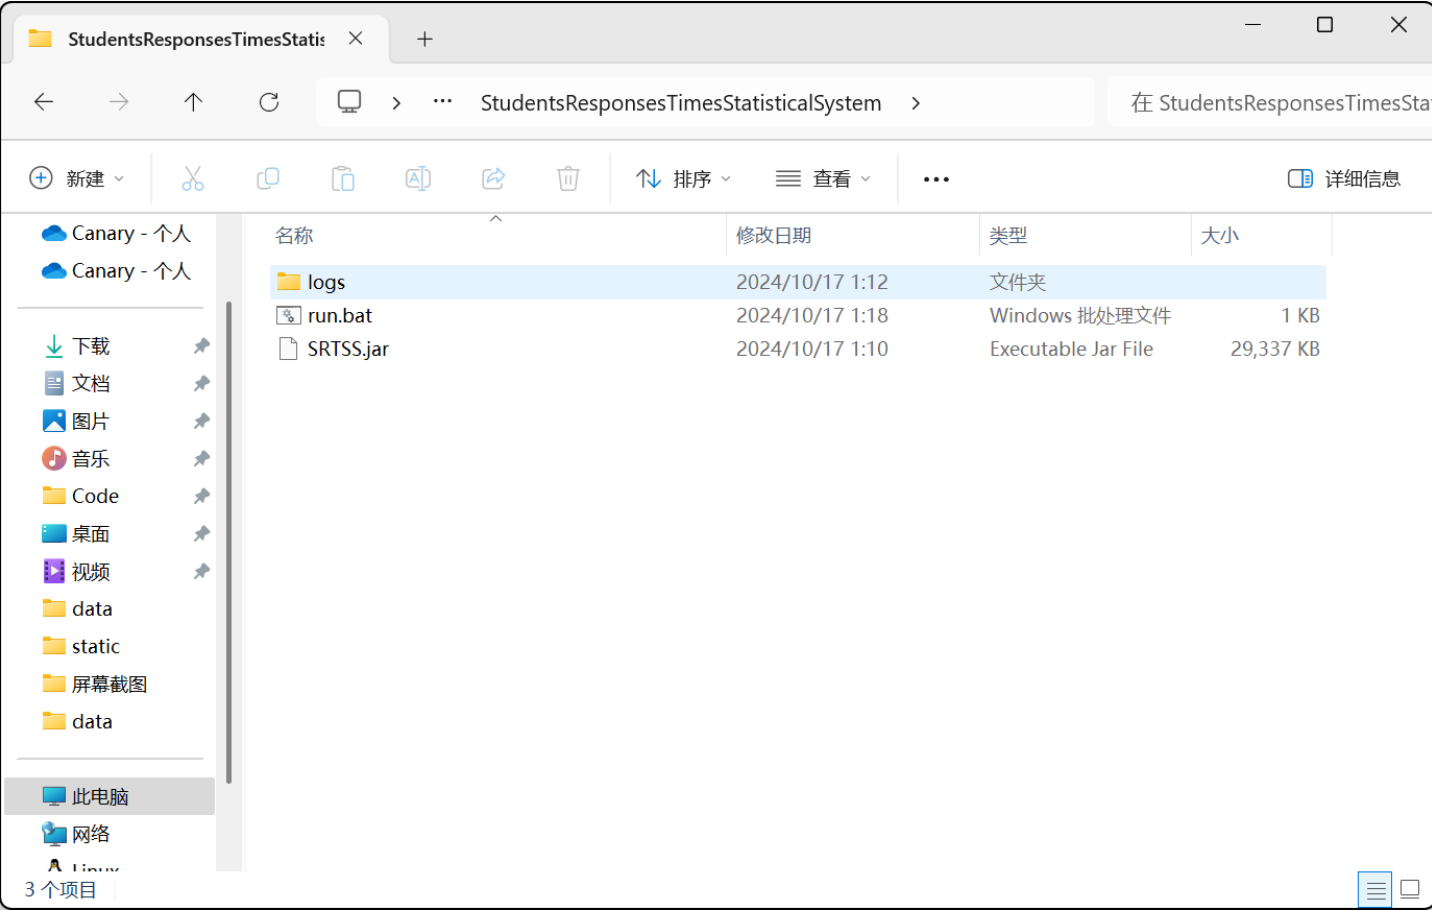 StudentsResponsesTimesStatis
StudentsResponsesTimesStatisticalSystem
在 StudentsResponsesTimesSta
新建
排序
查看
详细信息
Canary - 个人
Canary - 个人
下载
文档
图片
音乐
Code
桌面
视频
data
static
屏幕截图
data
此电脑
网络
Linux
名称 修改日期 类型 大小
logs 2024/10/17 1:12 文件夹
run.bat 2024/10/17 1:18 Windows 批处理文件 1 KB
SRTSS.jar 2024/10/17 1:10 Executable Jar File 29,337 KB
3 个项目